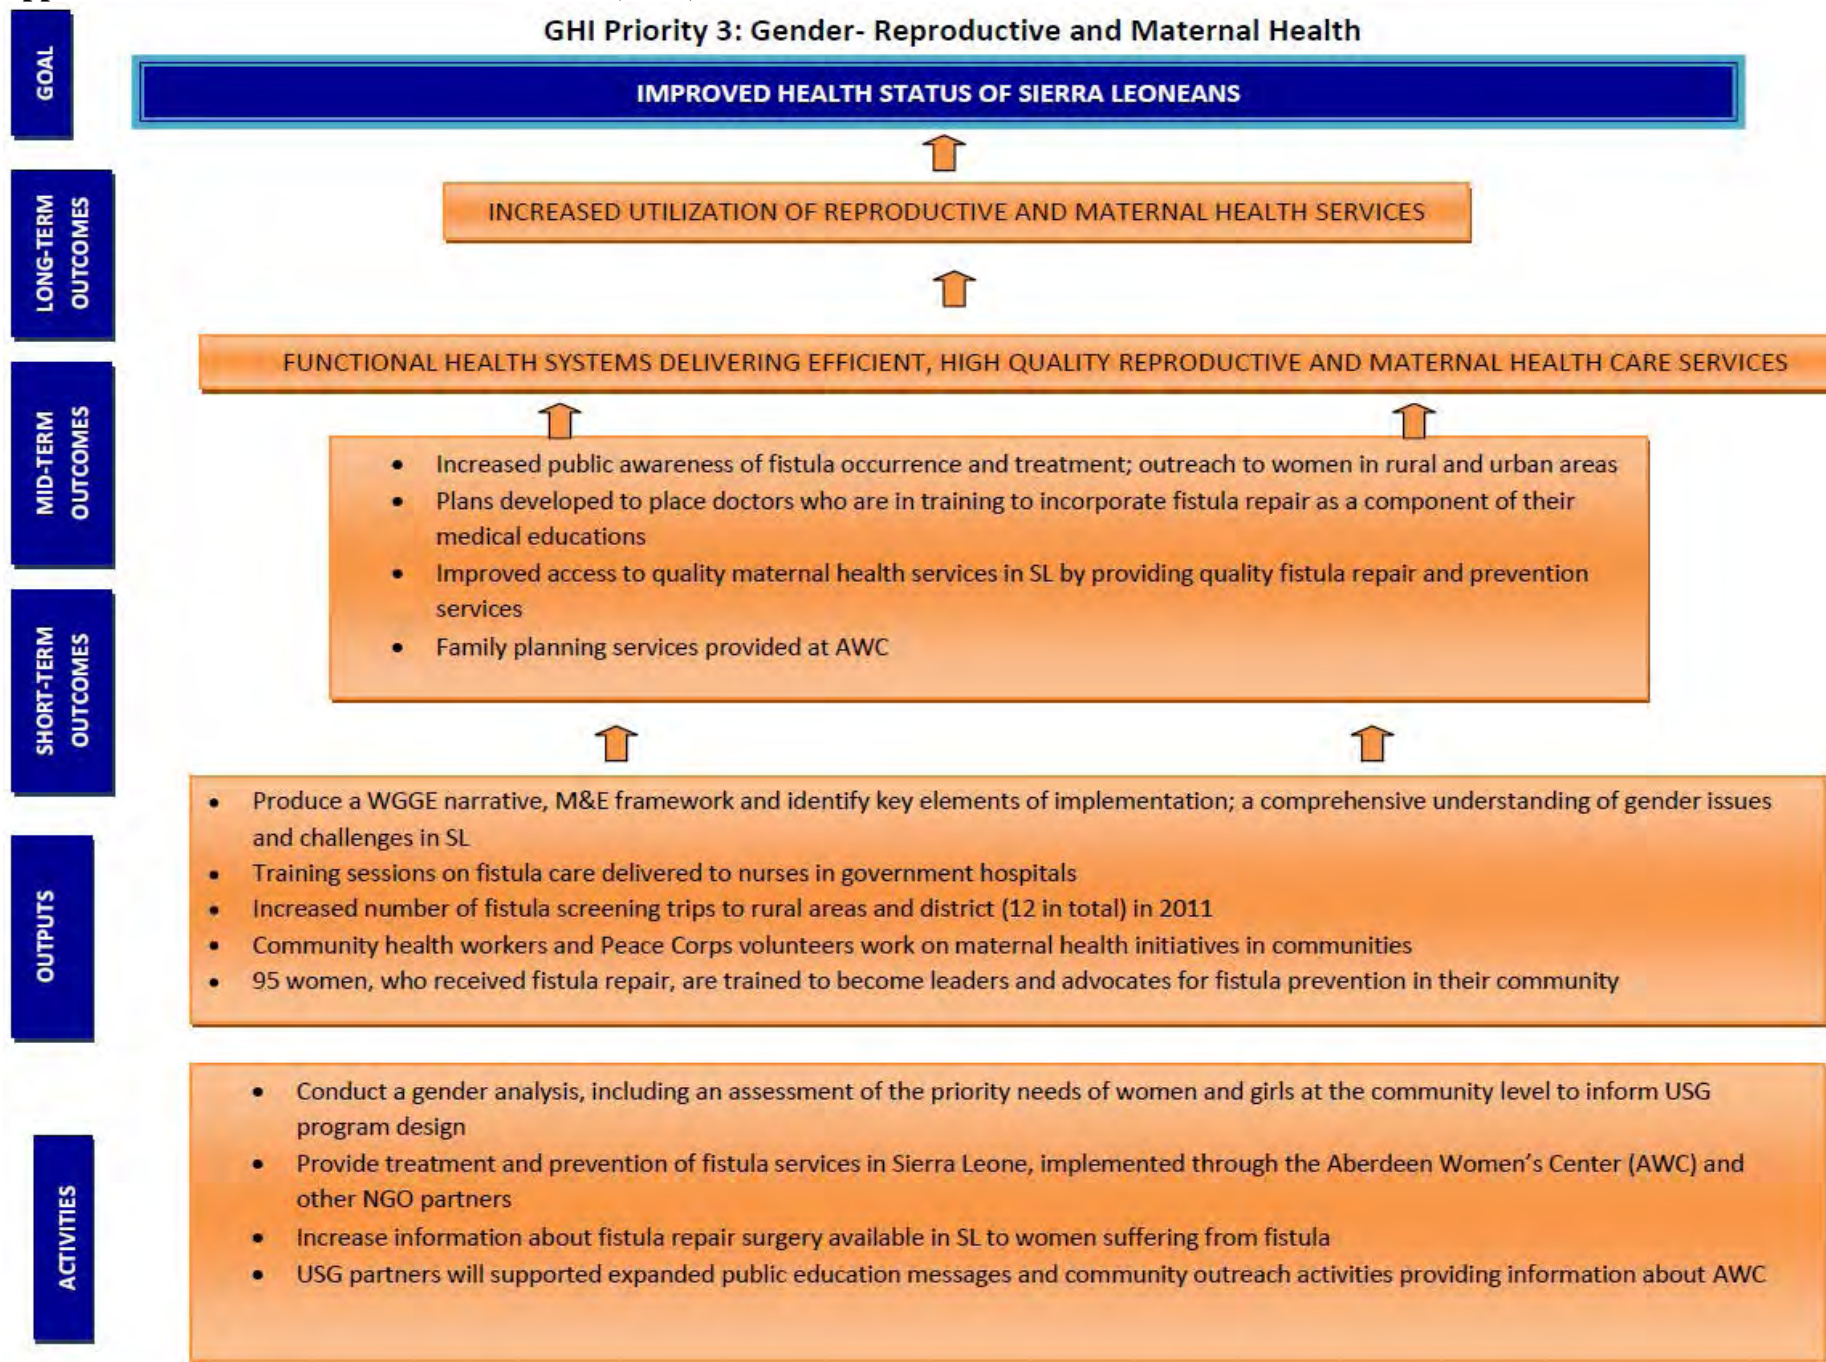 GHI Priority 3: Gender- Reproductive and Maternal Health
GOAL
IMPROVED HEALTH STATUS OF SIERRA LEONEANS
LONG-TERM
OUTCOMES
INCREASED UTILIZATION OF REPRODUCTIVE AND MATERNAL HEALTH SERVICES
FUNCTIONAL HEALTH SYSTEMS DELIVERING EFFICIENT, HIGH QUALITY REPRODUCTIVE AND MATERNAL HEALTH CARE SERVICES
MID-TERM
OUTCOMES
• Increased public awareness of fistula occurrence and treatment; outreach to women in rural and urban areas
• Plans developed to place doctors who are in training to incorporate fistula repair as a component of their
medical educations
• Improved access to quality maternal health services in SL by providing quality fistula repair and prevention
services
• Family planning services provided at AWC
SHORT-TERM
OUTCOMES
• Produce a WGGE narrative, M&E framework and identify key elements of implementation; a comprehensive understanding of gender issues
and challenges in SL
• Training sessions on fistula care delivered to nurses in government hospitals
• Increased number of fistula screening trips to rural areas and district (12 in total) in 2011
• Community health workers and Peace Corps volunteers work on maternal health initiatives in communities
• 95 women, who received fistula repair, are trained to become leaders and advocates for fistula prevention in their community
OUTPUTS
• Conduct a gender analysis, including an assessment of the priority needs of women and girls at the community level to inform USG
program design
• Provide treatment and prevention of fistula services in Sierra Leone, implemented through the Aberdeen Women's Center (AWC) and
other NGO partners
• Increase information about fistula repair surgery available in SL to women suffering from fistula
• USG partners will supported expanded public education messages and community outreach activities providing information about AWC
ACTIVITIES